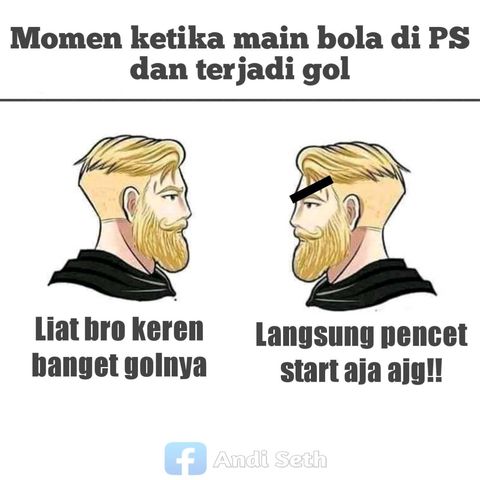 Momen ketika main bola di PS
dan terjadi gol
Liat bro keren
banget golnya
Langsung pencet
start aja ajg!!
Andi Seth